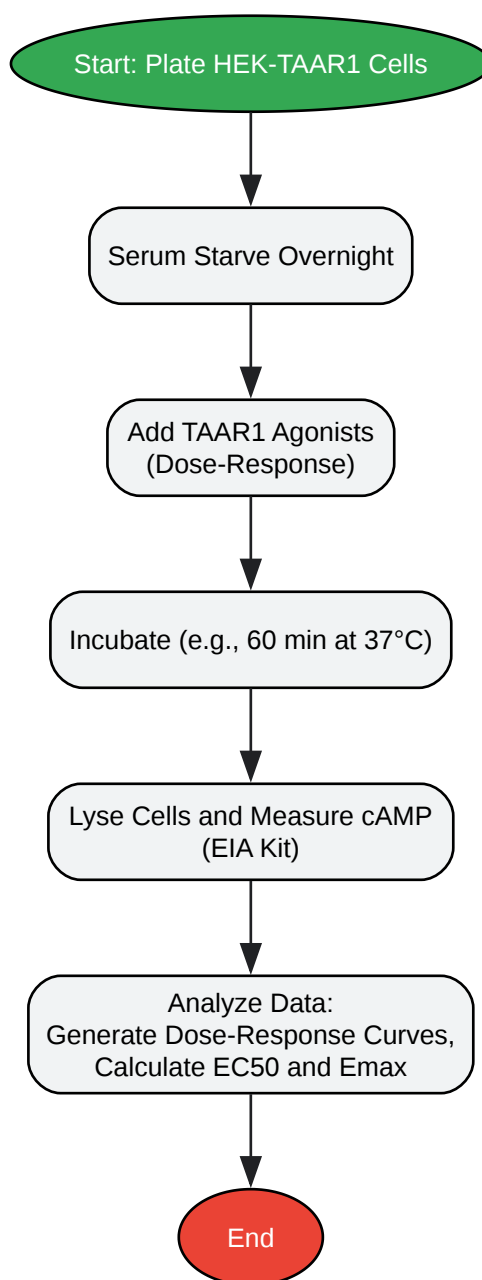 Start: Plate HEK-TAAR1 Cells
Serum Starve Overnight
Add TAAR1 Agonists
(Dose-Response)
Incubate (e.g., 60 min at 37°C)
Lyse Cells and Measure cAMP
(EIA Kit)
Analyze Data:
Generate Dose-Response Curves,
Calculate EC50 and Emax
End